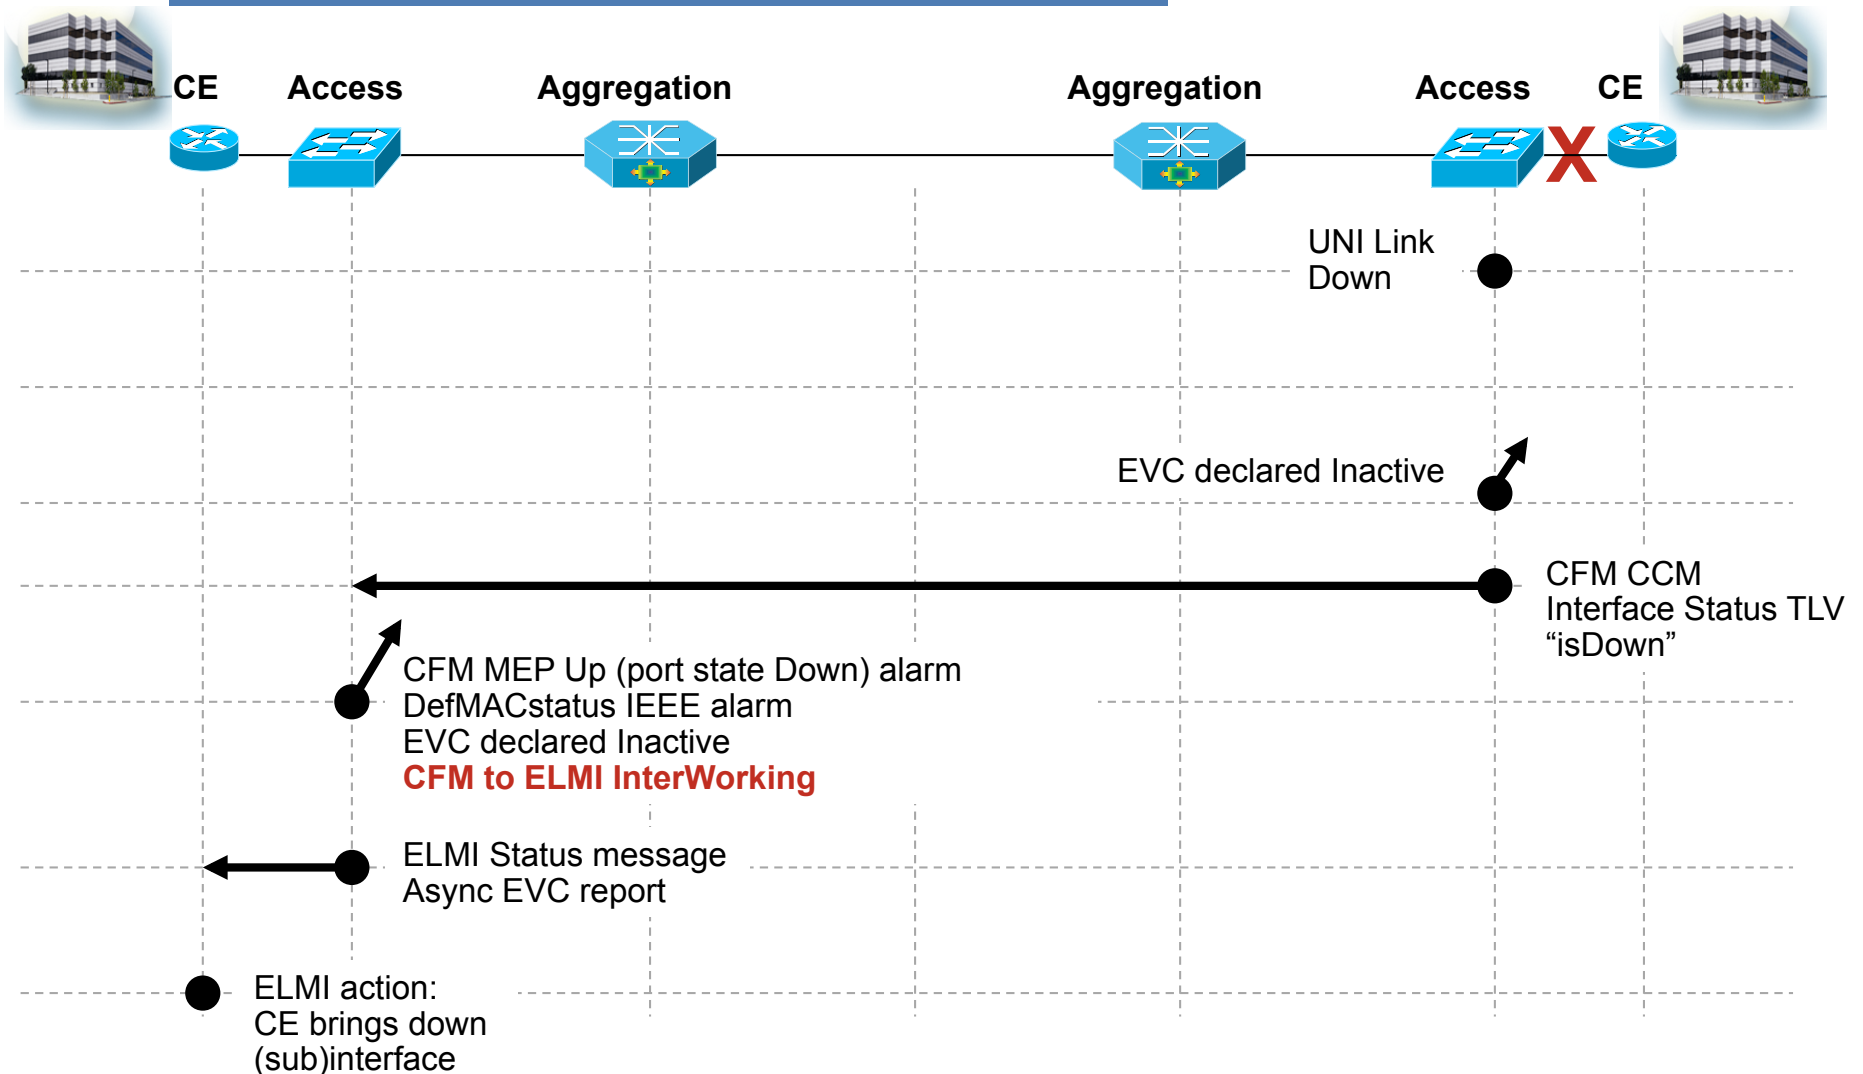 CE Access Aggregation Aggregation Access CE
X
UNI Link
Down
EVC declared Inactive
CFM CCM
Interface Status TLV
“isDown”
CFM MEP Up (port state Down) alarm
DefMACstatus IEEE alarm
EVC declared Inactive
CFM to ELMI InterWorking
ELMI Status message
Async EVC report
ELMI action:
CE brings down
(sub)interface